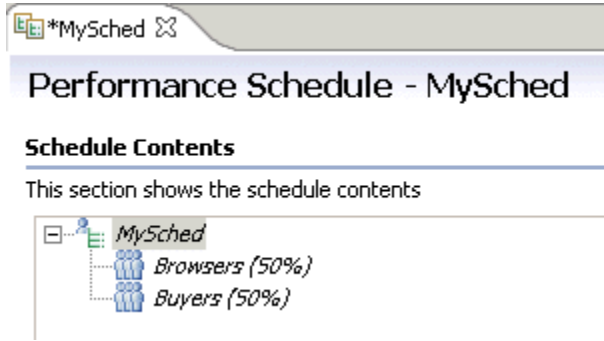 *MySched
Performance Schedule - MySched
Schedule Contents
This section shows the schedule contents
MySched
Browsers (50%)
Buyers (50%)